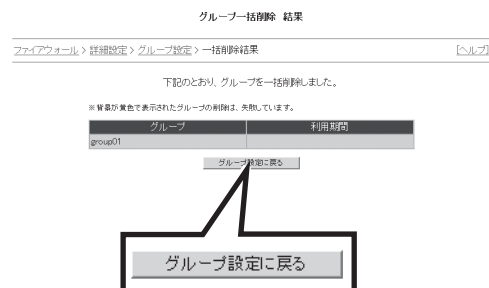 グループ一括削除 結果
ファイアウォール > 詳細設定 > グループ設定 > 一括削除結果 [ヘルプ]
下記のとおり、グループを一括削除しました。
※背景が黄色で表示されたグループの削除は、失敗しています。
グループ 利用期間
group01
グループ設定に戻る
グループ設定に戻る